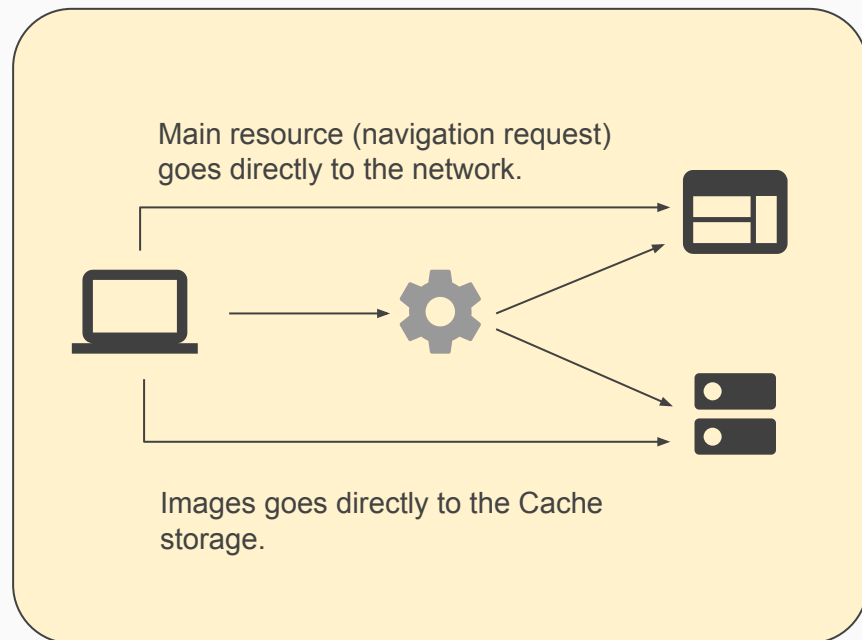 Main resource (navigation request)
goes directly to the network.
Images goes directly to the Cache
storage.